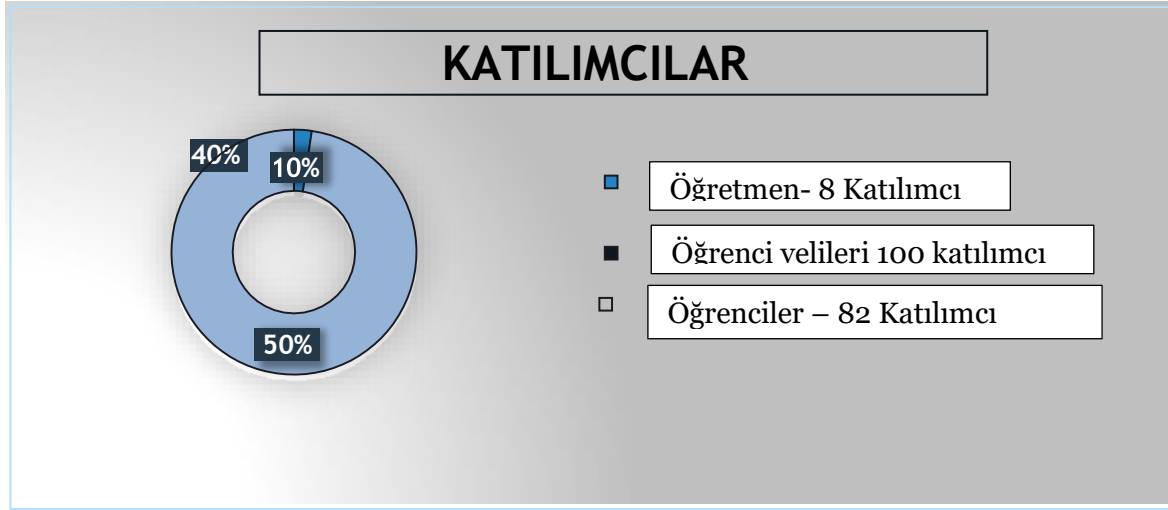 KATILIMCILAR
40%
10%
50%
Öğretmen- 8 Katılımcı
Öğrenci velileri 100 katılımcı
Öğrenciler – 82 Katılımcı